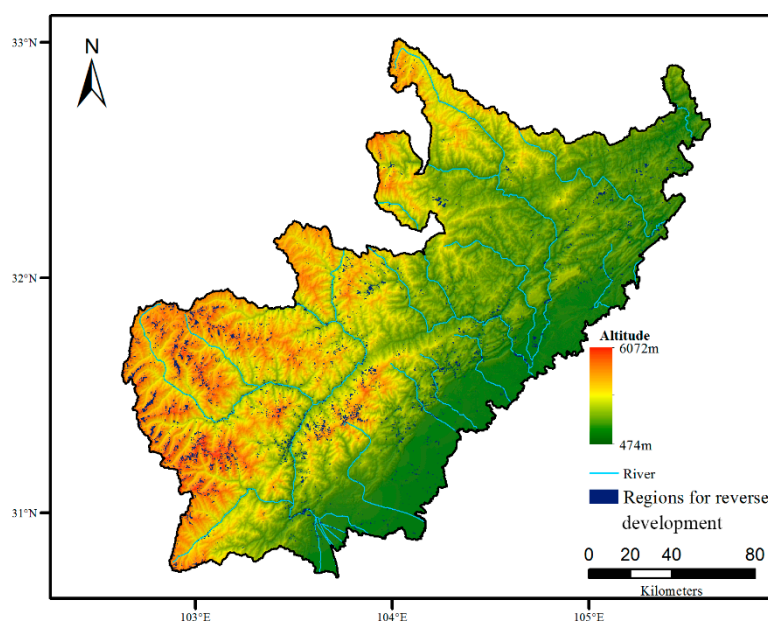 33°N
N
32°N
31°N
Altitude
6072m
474m
River
Regions for reverse
development
0 20 40 80
Kilometers
103°E
104°E
105°E